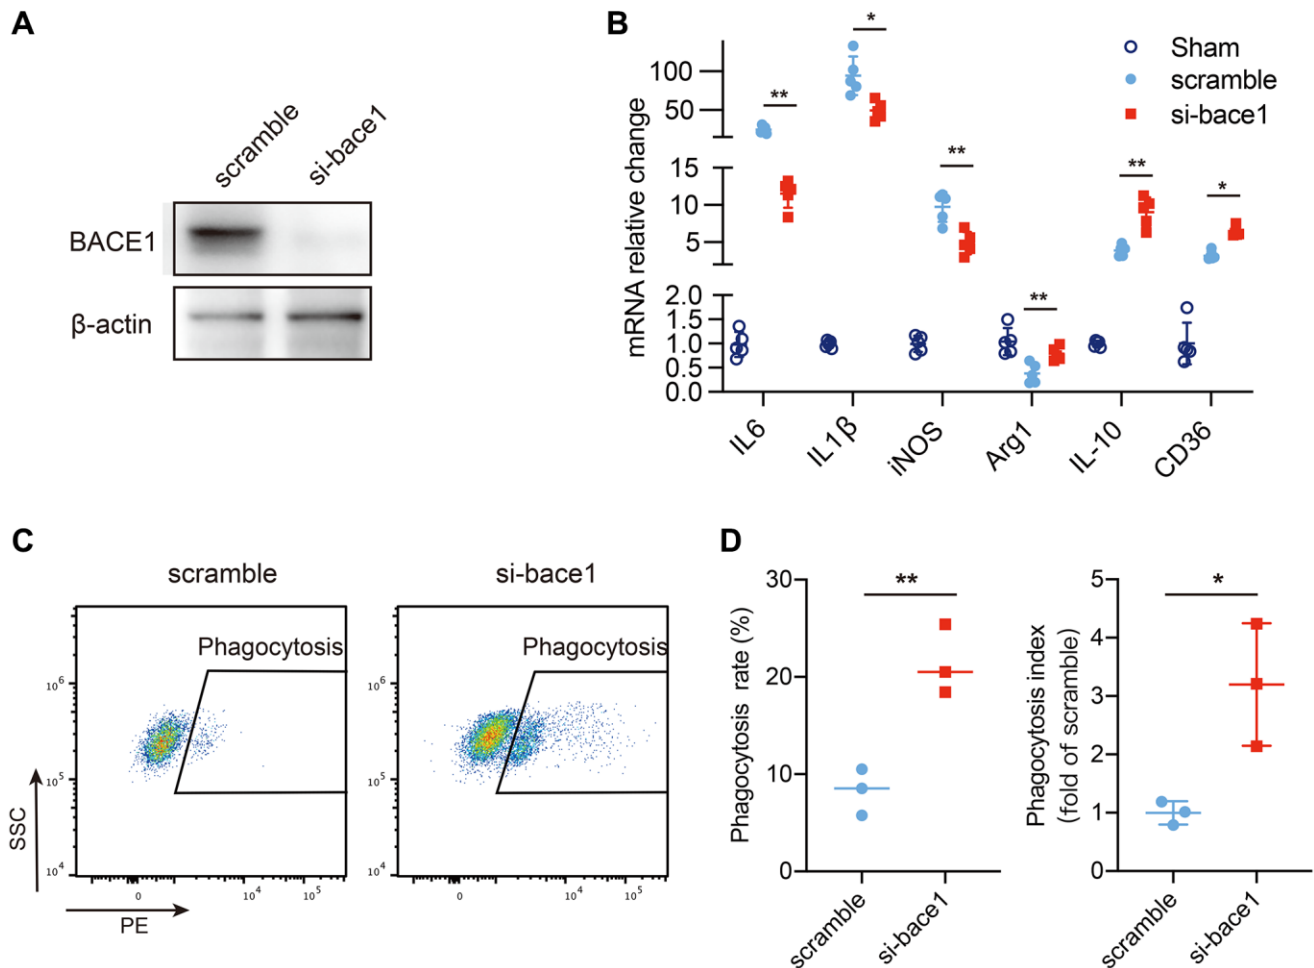 A
scramble
si-bace1
BACE1
β-actin
B
mRNA relative change
100
50
15
10
5
2.0
1.5
1.0
0.5
0.0
**
*
**
**
**
*
Sham
scramble
si-bace1
IL6
IL1β
iNOS
Arg1
IL-10
CD36
C
scramble
si-bace1
Phagocytosis
Phagocytosis
10⁶
10⁵
10⁴
0
10⁴
10⁵
10⁶
10⁵
10⁴
0
10⁴
10⁵
SSC
PE
D
Phagocytosis rate (%)
30
20
10
0
**
scramble
si-bace1
Phagocytosis index
(fold of scramble)
5
4
3
2
1
0
*
scramble
si-bace1